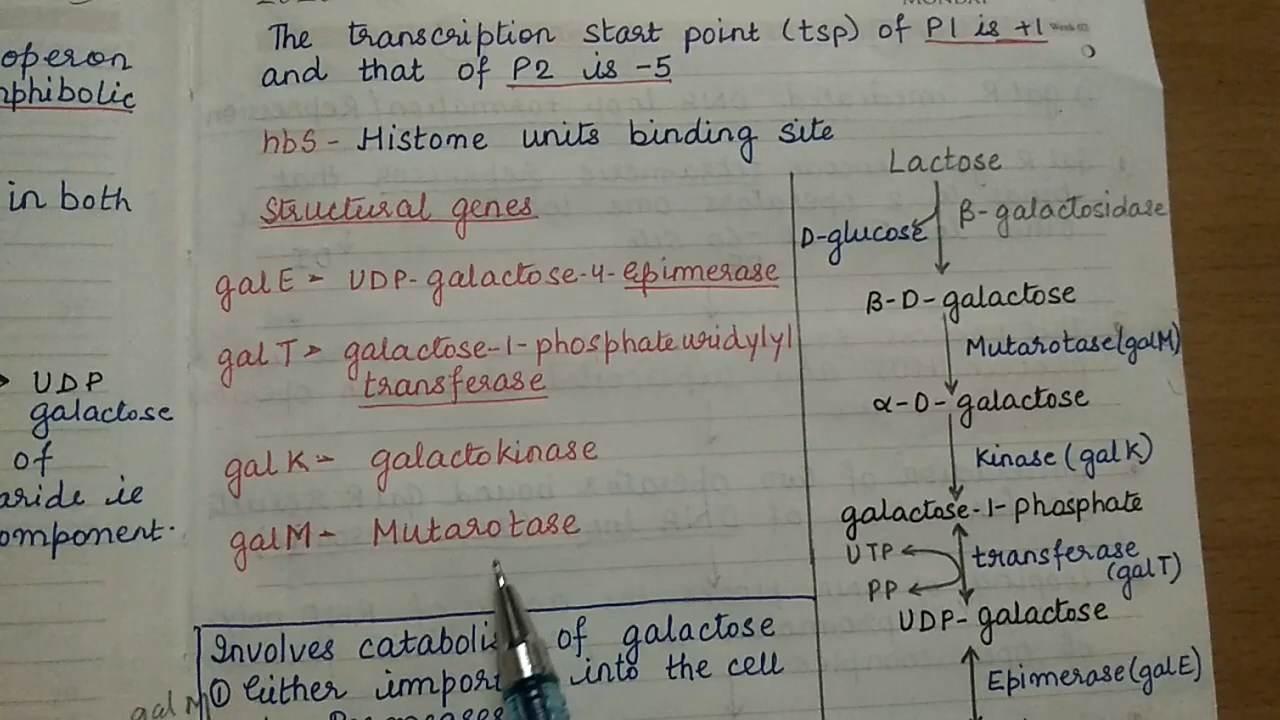 operon
phibolic
in both
UDP
galactose
of
aride ie
omponent.
The transcription start point (tsp) of P1 is +1
and that of P2 is -5
hbS - Histome units binding site
Structural genes
galE - UDP-galactose-4-epimerase
galT - galactose-1-phosphate uridylyl
transferase
galK - galactokinase
galM - Mutarotase
Involves cataboli of galactose
① Either impor into the cell
galM
Lactose
β-galactosidase
D-glucose
β-D-galactose
Mutarotase (galM)
α-D-galactose
Kinase (galK)
galactose-1-phosphate
UTP
transferase
(galT)
PP
UDP-galactose
Epimerase (galE)